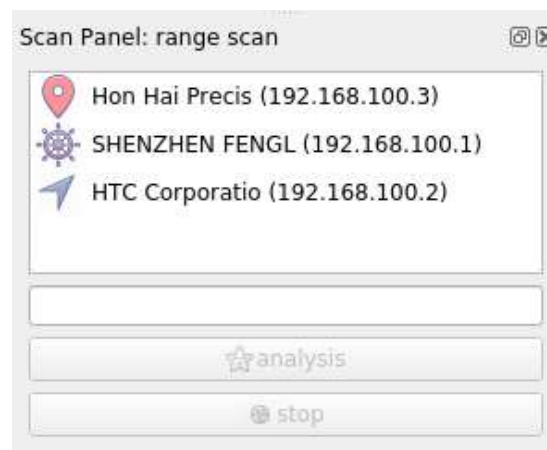 Scan Panel: range scan
Hon Hai Precis (192.168.100.3)
SHENZHEN FENGL (192.168.100.1)
HTC Corporatio (192.168.100.2)
analysis
stop